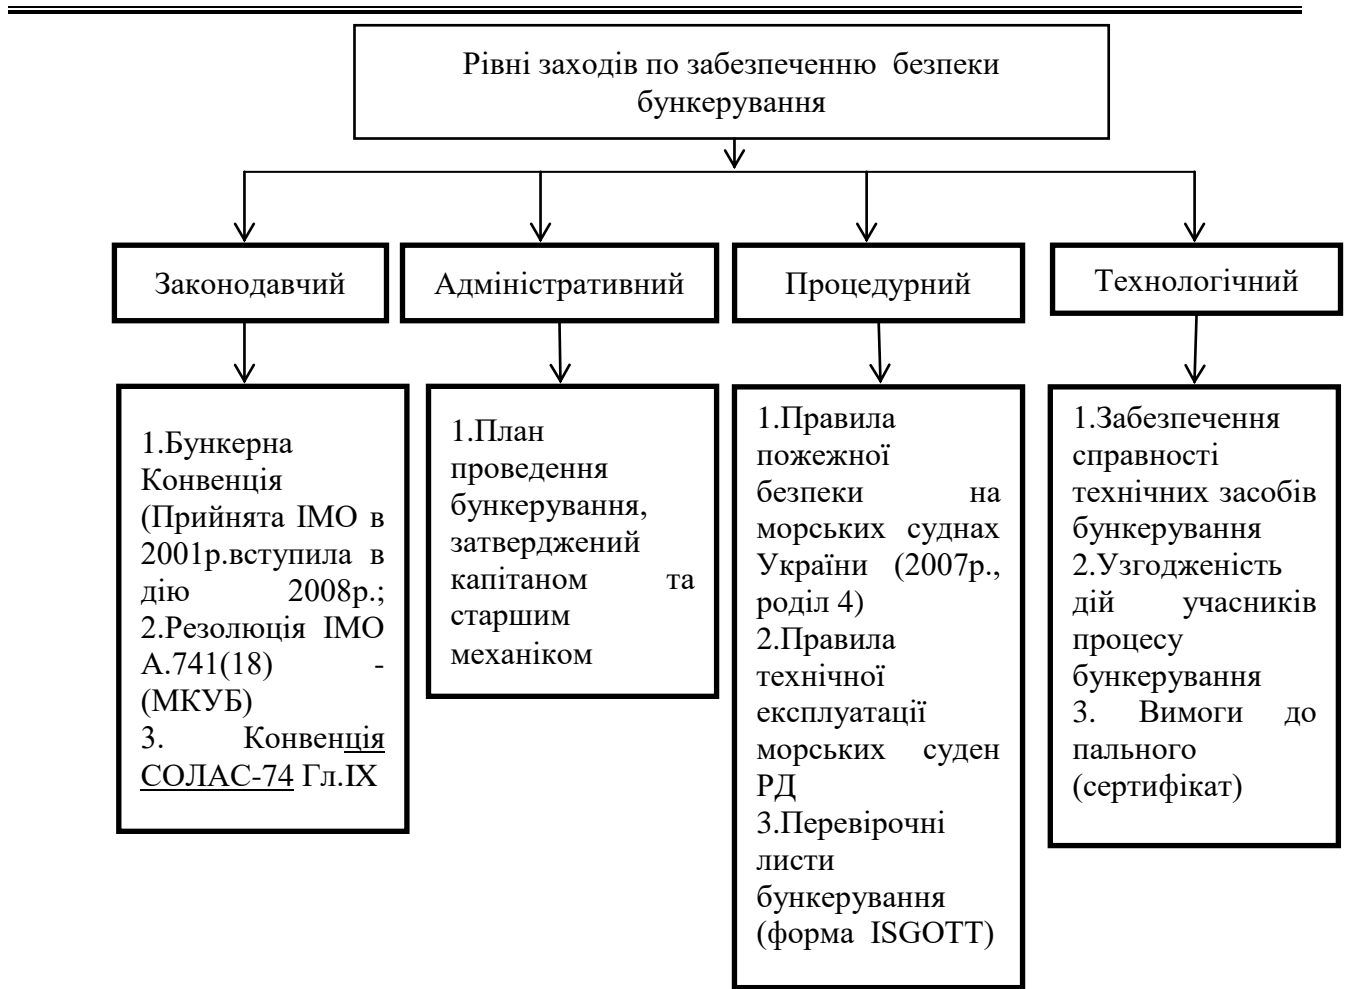 Рівні заходів по забезпеченню безпеки
бункерування
Законодавчий
Адміністративний
Процедурний
Технологічний
1.Бункерна
Конвенція
(Прийнята ІМО в
2001р.вступила в
дію 2008р.;
2.Резолюція ІМО
А.741(18) -
(МКУБ)
3. Конвенція
СОЛАС-74 Гл.IX
1.План
проведення
бункерування,
затверджений
капітаном та
старшим
механіком
1.Правила
пожежної
безпеки на
морських суднах
України (2007р.,
роділ 4)
2.Правила
технічної
експлуатації
морських суден
РД
3.Перевірочні
листи
бункерування
(форма ISGOTT)
1.Забезпечення
справності
технічних засобів
бункерування
2.Узгодженість
дій учасників
процесу
бункерування
3. Вимоги до
пального
(сертифікат)